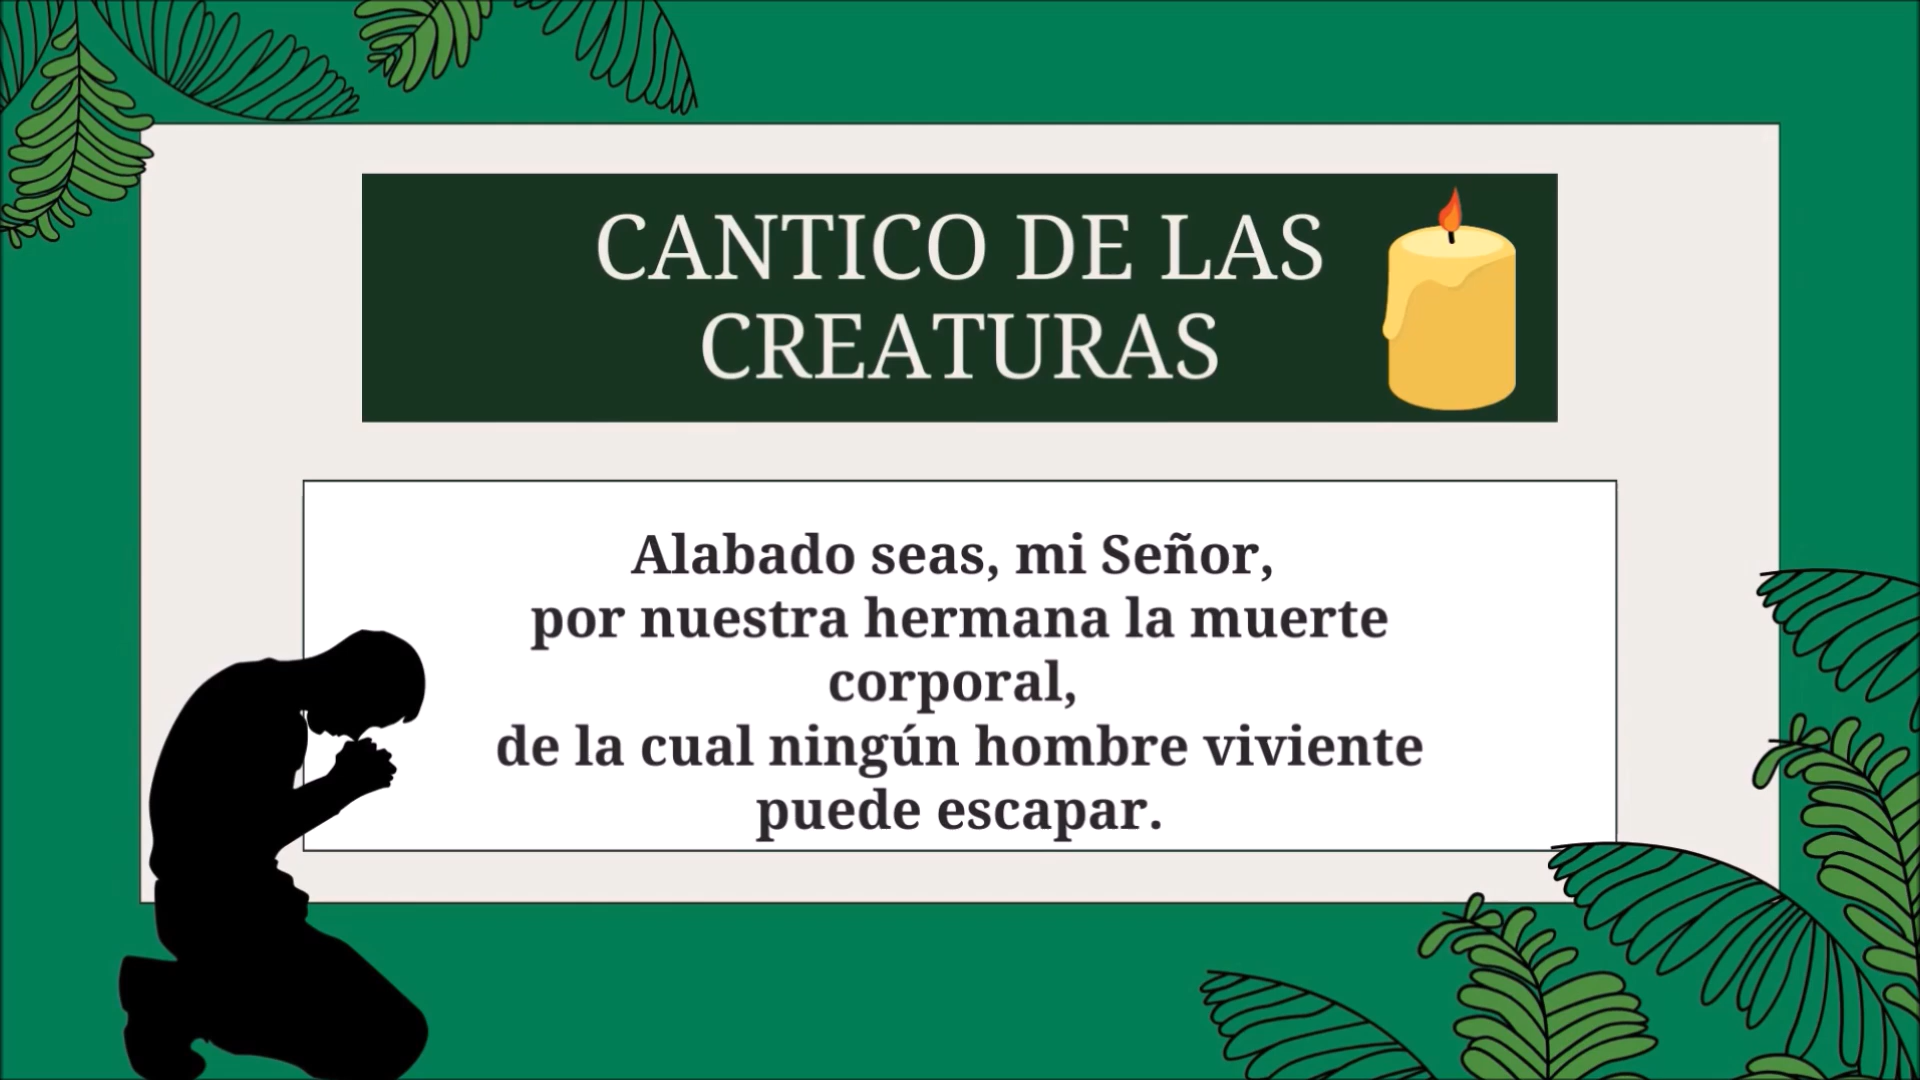 CANTICO DE LAS
CREATURAS
Alabado seas, mi Señor,
por nuestra hermana la muerte
corporal,
de la cual ningún hombre viviente
puede escapar.